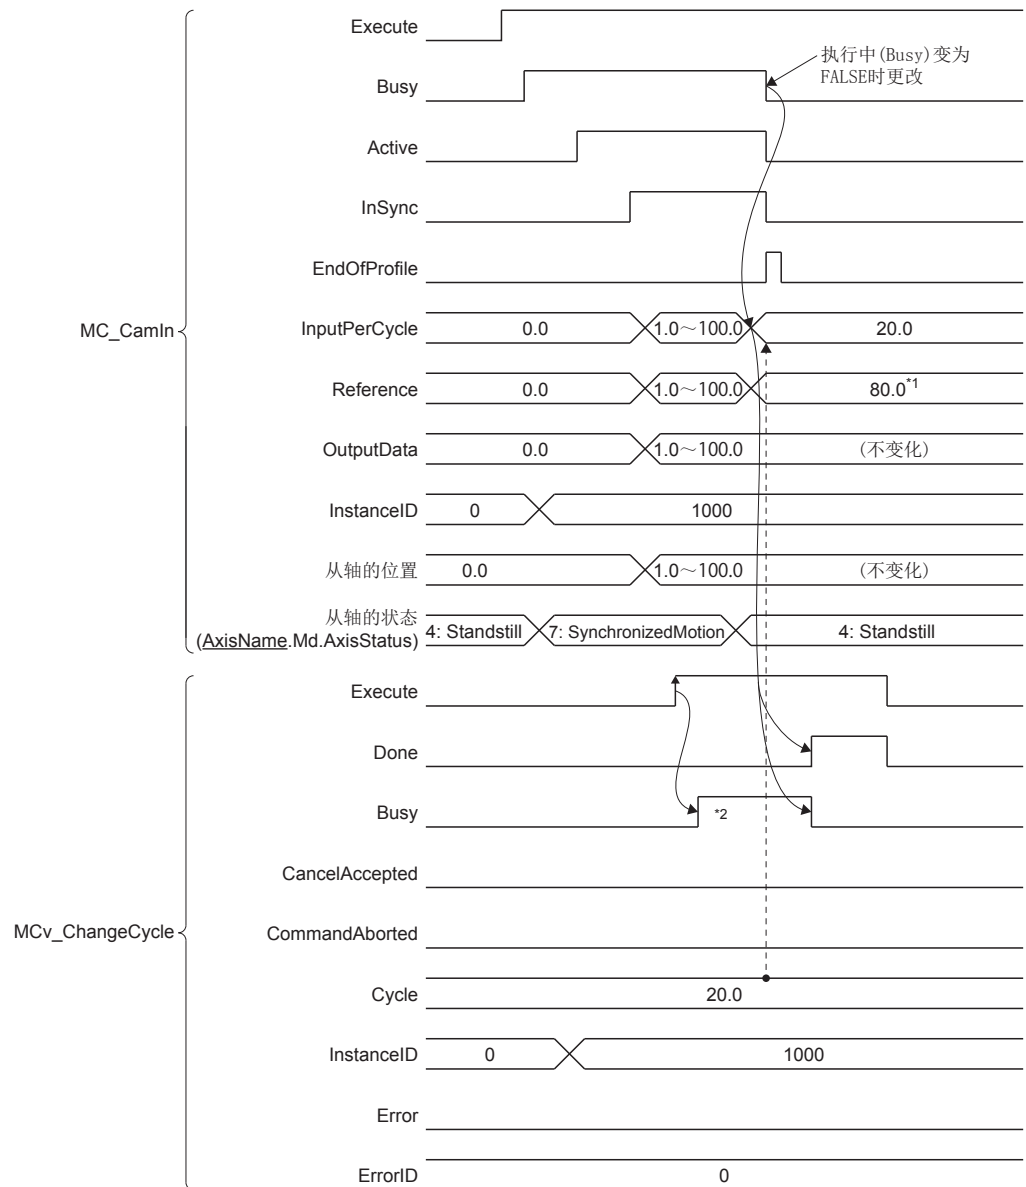 Execute
执行中(Busy)变为
FALSE时更改
Busy
Active
InSync
EndOfProfile
MC_CamIn
InputPerCycle 0.0 1.0～100.0 20.0
Reference 0.0 1.0～100.0 80.0*1
OutputData 0.0 1.0～100.0 (不变化)
InstanceID 0 1000
从轴的位置 0.0 1.0～100.0 (不变化)
从轴的状态
(AxisName.Md.AxisStatus) 4: Standstill 7: SynchronizedMotion 4: Standstill
Execute
Done
Busy *2
CancelAccepted
MCv_ChangeCycle
CommandAborted
Cycle 20.0
InstanceID 0 1000
Error
ErrorID 0